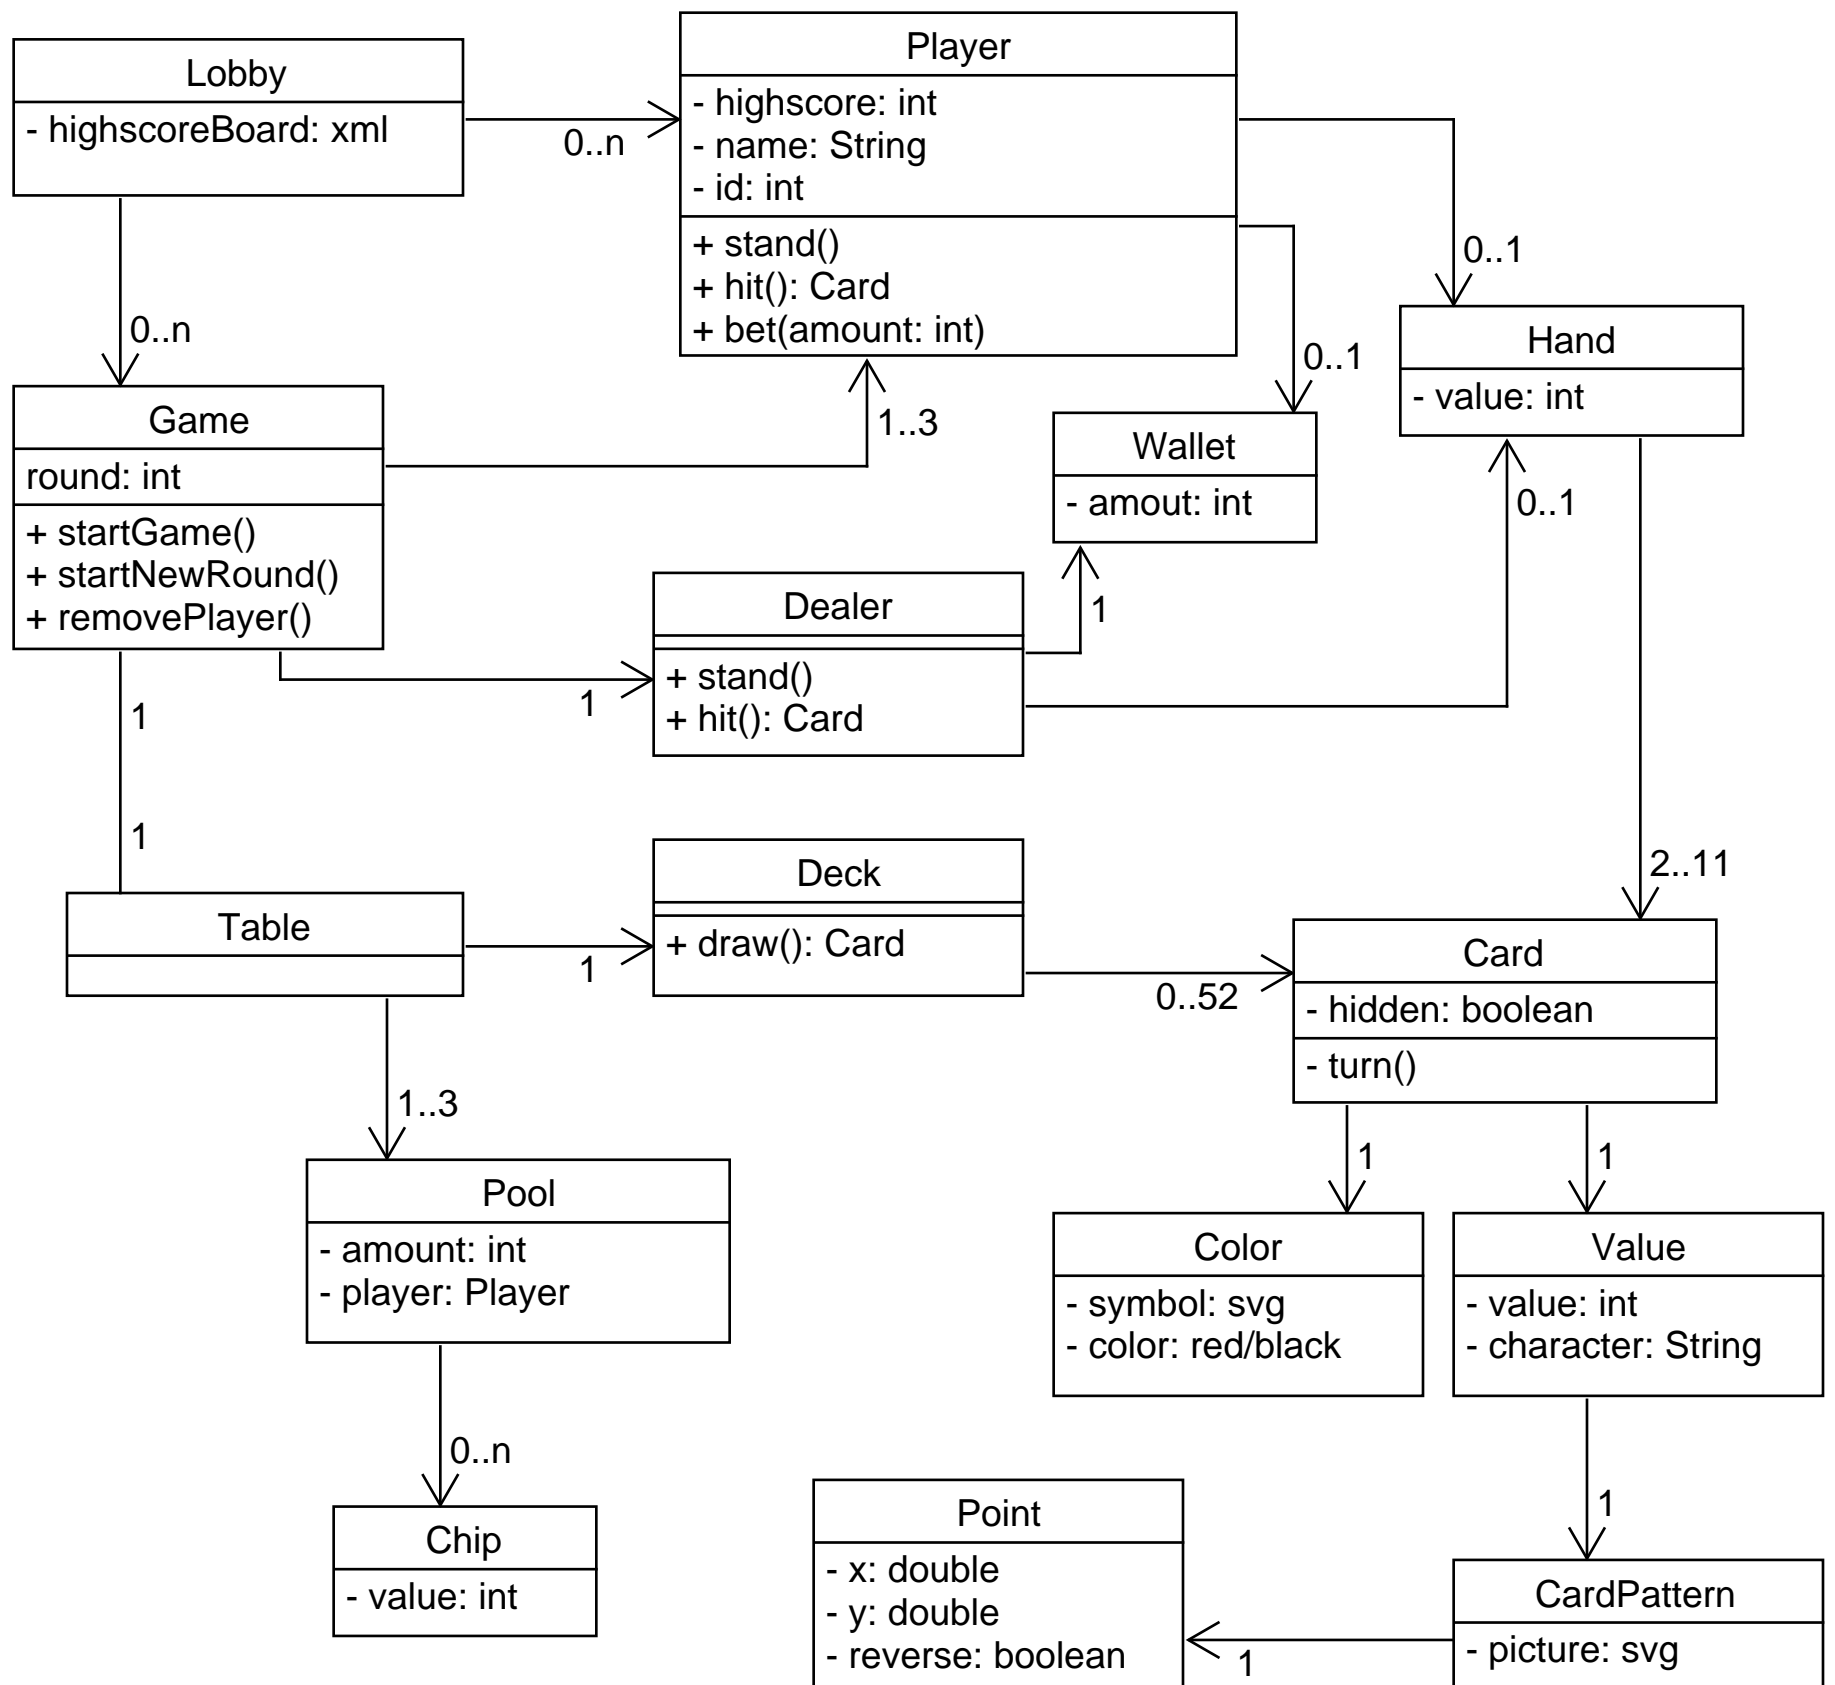 Lobby
- highscoreBoard: xml
0..n
Player
- highscore: int
- name: String
- id: int
+ stand()
+ hit(): Card
+ bet(amount: int)
0..1
0..n
0..1
Hand
- value: int
Game
round: int
+ startGame()
+ startNewRound()
+ removePlayer()
1..3
Wallet
- amout: int
0..1
1
Dealer
+ stand()
+ hit(): Card
1
1
1
2..11
Deck
+ draw(): Card
Table
1
0..52
Card
- hidden: boolean
- turn()
1..3
1
1
Pool
- amount: int
- player: Player
Color
- symbol: svg
- color: red/black
Value
- value: int
- character: String
0..n
1
Chip
- value: int
Point
- x: double
- y: double
- reverse: boolean
1
CardPattern
- picture: svg